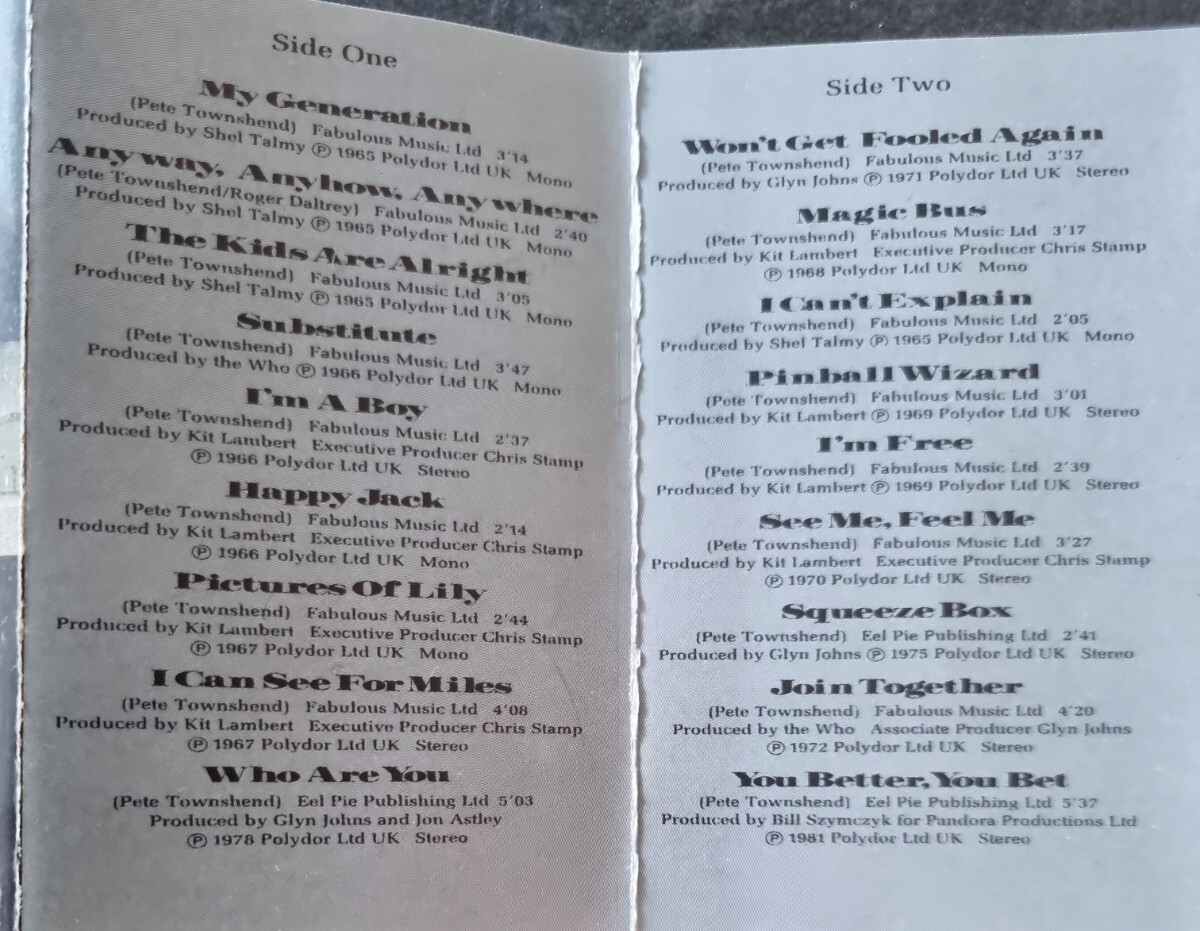 Side One
My Generation
(Pete Townshend) Fabulous Music Ltd 3'14
Produced by Shel Talmy ℗ 1965 Polydor Ltd UK Mono
Anyway, Anyhow, Anywhere
(Pete Townshend/Roger Daltrey) Fabulous Music Ltd 2'40
Produced by Shel Talmy ℗ 1965 Polydor Ltd UK Mono
The Kids Are Alright
(Pete Townshend) Fabulous Music Ltd 3'05
Produced by Shel Talmy ℗ 1965 Polydor Ltd UK Mono
Substitute
(Pete Townshend) Fabulous Music Ltd 3'47
Produced by the Who ℗ 1966 Polydor Ltd UK Mono
I'm A Boy
(Pete Townshend) Fabulous Music Ltd 2'37
Produced by Kit Lambert Executive Producer Chris Stamp
℗ 1966 Polydor Ltd UK Stereo
Happy Jack
(Pete Townshend) Fabulous Music Ltd 2'14
Produced by Kit Lambert Executive Producer Chris Stamp
℗ 1966 Polydor Ltd UK Mono
Pictures Of Lily
(Pete Townshend) Fabulous Music Ltd 2'44
Produced by Kit Lambert Executive Producer Chris Stamp
℗ 1967 Polydor Ltd UK Mono
I Can See For Miles
(Pete Townshend) Fabulous Music Ltd 4'08
Produced by Kit Lambert Executive Producer Chris Stamp
℗ 1967 Polydor Ltd UK Stereo
Who Are You
(Pete Townshend) Eel Pie Publishing Ltd 5'03
Produced by Glyn Johns and Jon Astley
℗ 1978 Polydor Ltd UK Stereo
Side Two
Won't Get Fooled Again
(Pete Townshend) Fabulous Music Ltd 3'37
Produced by Glyn Johns ℗ 1971 Polydor Ltd UK Stereo
Magic Bus
(Pete Townshend) Fabulous Music Ltd 3'17
Produced by Kit Lambert Executive Producer Chris Stamp
℗ 1968 Polydor Ltd UK Mono
I Can't Explain
(Pete Townshend) Fabulous Music Ltd 2'05
Produced by Shel Talmy ℗ 1965 Polydor Ltd UK Mono
Pinball Wizard
(Pete Townshend) Fabulous Music Ltd 3'01
Produced by Kit Lambert ℗ 1969 Polydor Ltd UK Stereo
I'm Free
(Pete Townshend) Fabulous Music Ltd 2'39
Produced by Kit Lambert ℗ 1969 Polydor Ltd UK Stereo
See Me, Feel Me
(Pete Townshend) Fabulous Music Ltd 3'27
Produced by Kit Lambert Executive Producer Chris Stamp
℗ 1970 Polydor Ltd UK Stereo
Squeeze Box
(Pete Townshend) Eel Pie Publishing Ltd 2'41
Produced by Glyn Johns ℗ 1975 Polydor Ltd UK Stereo
Join Together
(Pete Townshend) Fabulous Music Ltd 4'20
Produced by the Who Associate Producer Glyn Johns
℗ 1972 Polydor Ltd UK Stereo
You Better, You Bet
(Pete Townshend) Eel Pie Publishing Ltd 5'37
Produced by Bill Szymczyk for Pandora Productions Ltd
℗ 1981 Polydor Ltd UK Stereo